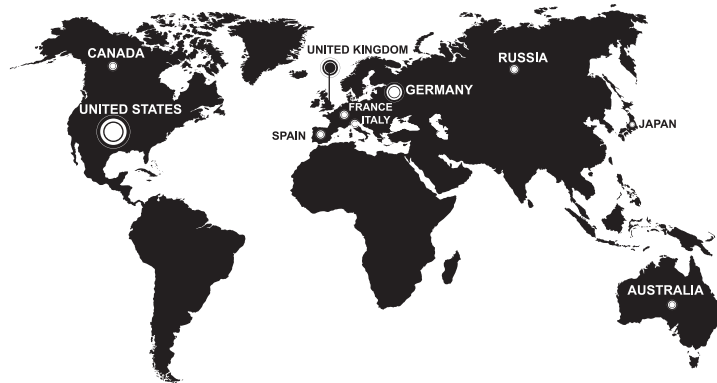 UNITED KINGDOM
CANADA
RUSSIA
GERMANY
UNITED STATES
FRANCE
ITALY
JAPAN
SPAIN
AUSTRALIA